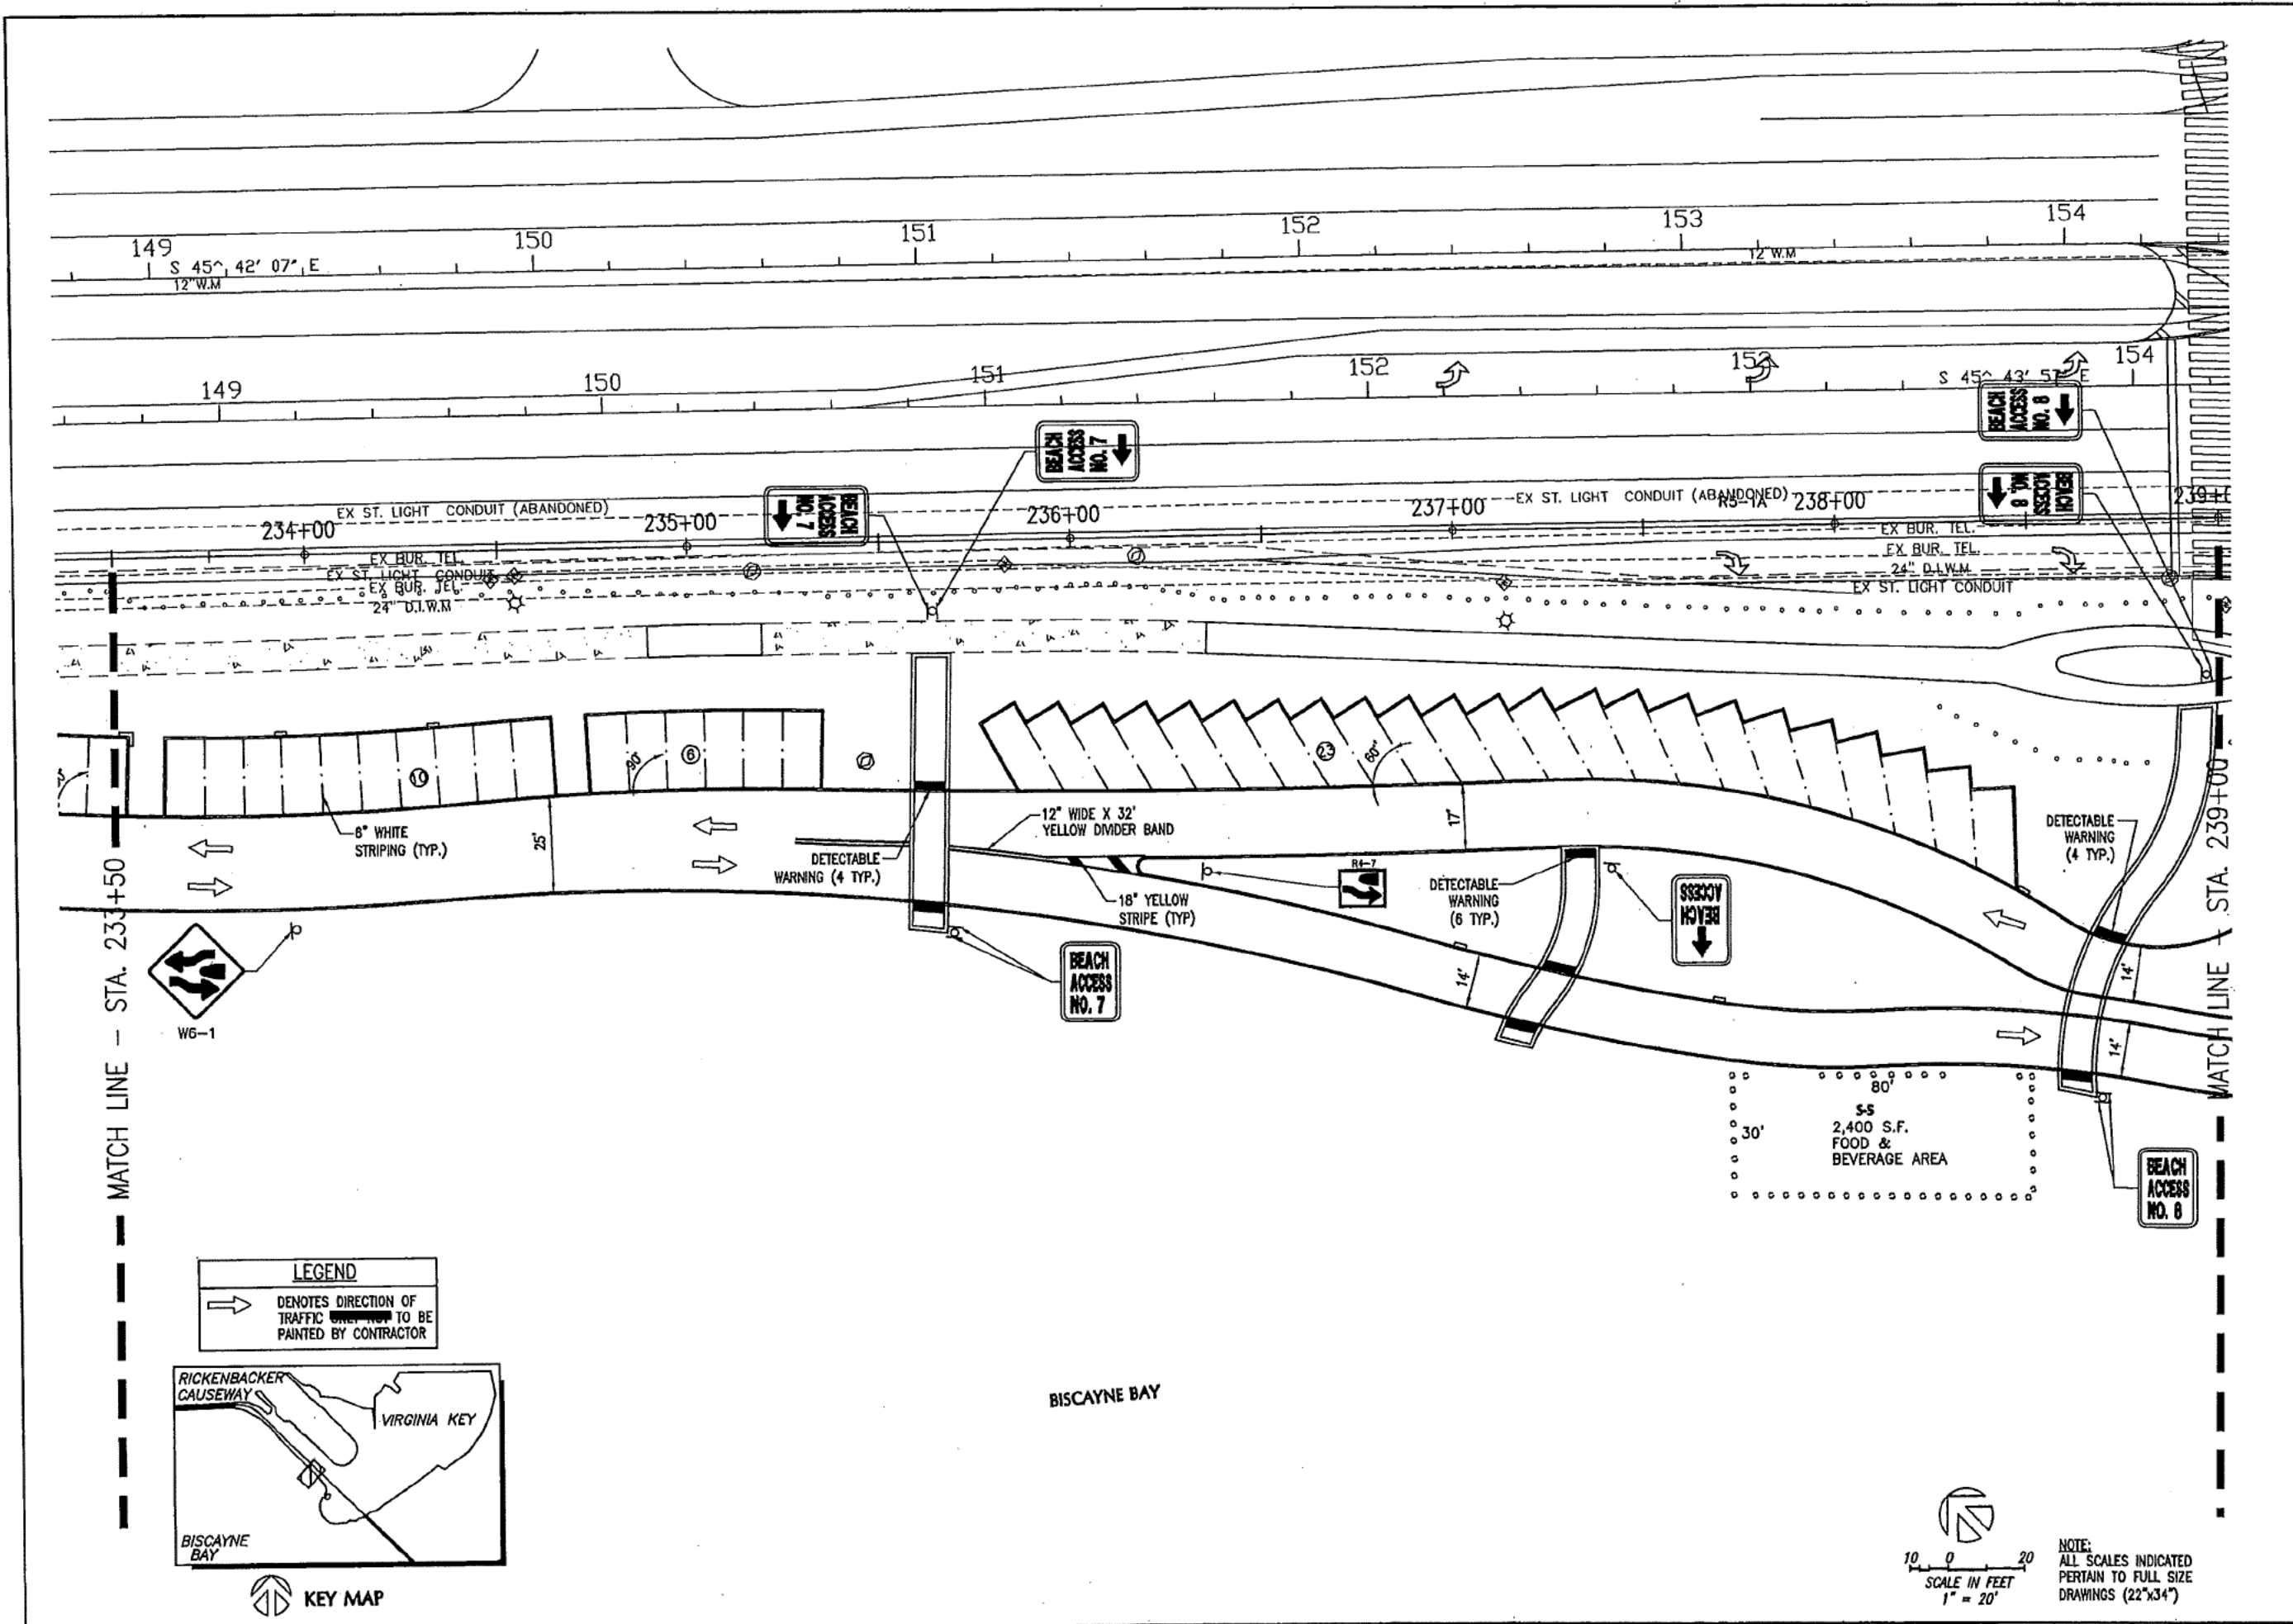 149
150
151
152
153
154
S 45^ 42' 07" E
12"W.M
12"W.M
149
150
151
152
153
154
S 45^ 43' 57" E
BEACH
ACCESS
NO. 7
BEACH
ACCESS
NO. 7
BEACH
ACCESS
NO. 8
BEACH
ACCESS
NO. 8
EX ST. LIGHT CONDUIT (ABANDONED)
EX ST. LIGHT CONDUIT (ABANDONED)
R3-1A
234+00
235+00
236+00
237+00
238+00
EX BUR. TEL.
EX ST. LIGHT CONDUIT
EX BUR. TEL.
24" D.I.W.M
EX BUR. TEL.
EX BUR. TEL.
24" D.I.W.M
EX ST. LIGHT CONDUIT
10
90°
6
23
60°
6" WHITE
STRIPING (TYP.)
25'
12" WIDE X 32'
YELLOW DIVIDER BAND
17'
DETECTABLE
WARNING (4 TYP.)
18" YELLOW
STRIPE (TYP)
R4-7
DETECTABLE
WARNING
(6 TYP.)
BEACH
ACCESS
DETECTABLE
WARNING
(4 TYP.)
14'
14'
14'
W6-1
BEACH
ACCESS
NO. 7
80'
30'
S-5
2,400 S.F.
FOOD &
BEVERAGE AREA
BEACH
ACCESS
NO. 8
MATCH LINE - STA. 233+50
MATCH LINE - STA. 239+00
LEGEND
DENOTES DIRECTION OF
TRAFFIC TO BE
PAINTED BY CONTRACTOR
RICKENBACKER
CAUSEWAY
VIRGINIA KEY
BISCAYNE
BAY
KEY MAP
BISCAYNE BAY
10 0 20
SCALE IN FEET
1" = 20'
NOTE:
ALL SCALES INDICATED
PERTAIN TO FULL SIZE
DRAWINGS (22"x34")